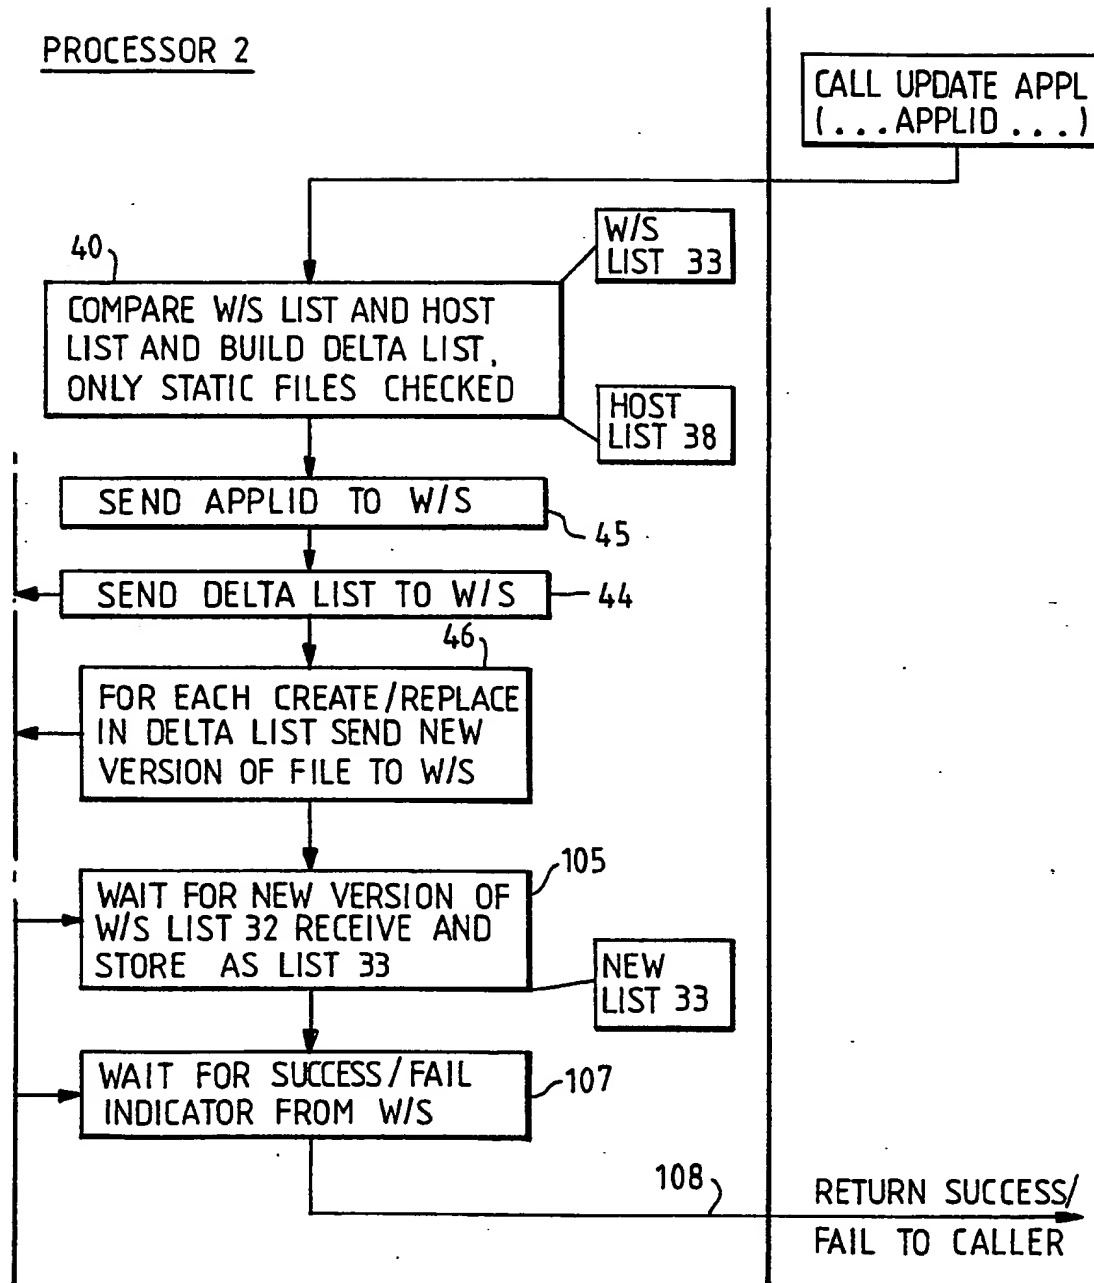 PROCESSOR 2
CALL UPDATE APPL
(...APPLID...)
W/S
LIST 33
40
COMPARE W/S LIST AND HOST
LIST AND BUILD DELTA LIST,
ONLY STATIC FILES CHECKED
HOST
LIST 38
SEND APPLID TO W/S
45
SEND DELTA LIST TO W/S
44
46
FOR EACH CREATE/REPLACE
IN DELTA LIST SEND NEW
VERSION OF FILE TO W/S
105
WAIT FOR NEW VERSION OF
W/S LIST 32 RECEIVE AND
STORE AS LIST 33
NEW
LIST 33
WAIT FOR SUCCESS/FAIL
INDICATOR FROM W/S
107
108
RETURN SUCCESS/
FAIL TO CALLER